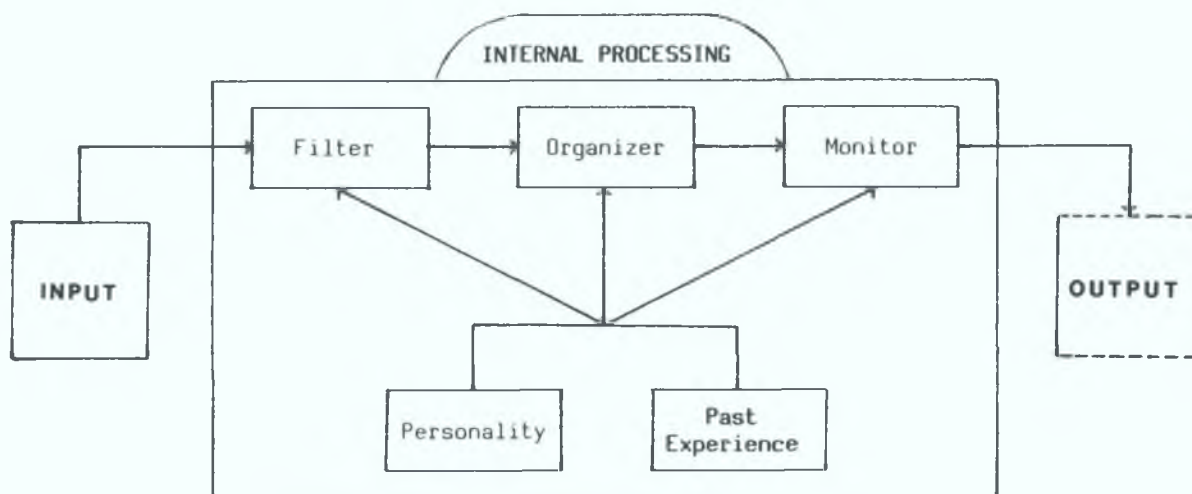 INTERNAL PROCESSING
Filter
Organizer
Monitor
INPUT
OUTPUT
Personality
Past
Experience